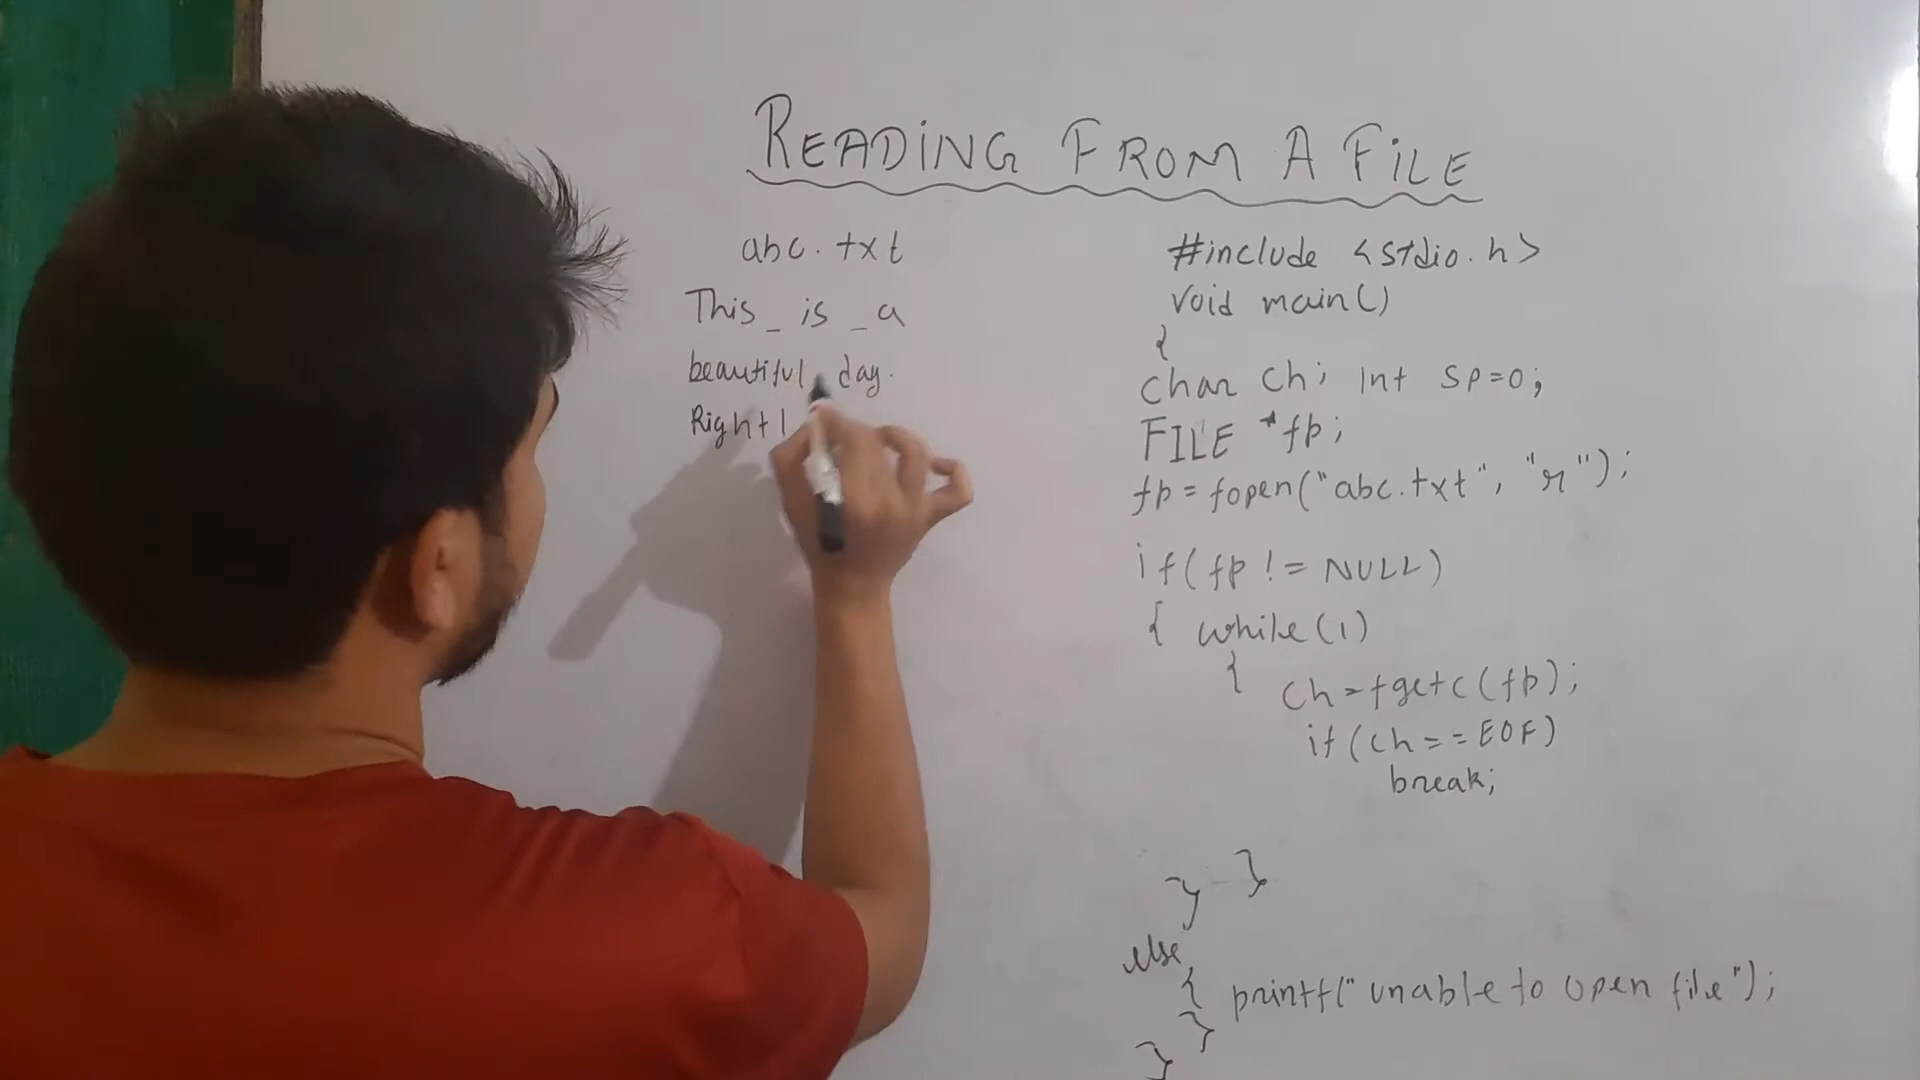 READING FROM A FILE
abc.txt
This_ is _a
beautiful day.
Right
#include <stdio.h>
void main()
{
char ch; int sp=0;
FILE *fp;
fp=fopen("abc.txt", "r");
if(fp != NULL)
{ while(1)
{
ch=fgetc(fp);
if(ch==EOF)
break;
} }
else
{ printf("unable to open file");
}
}